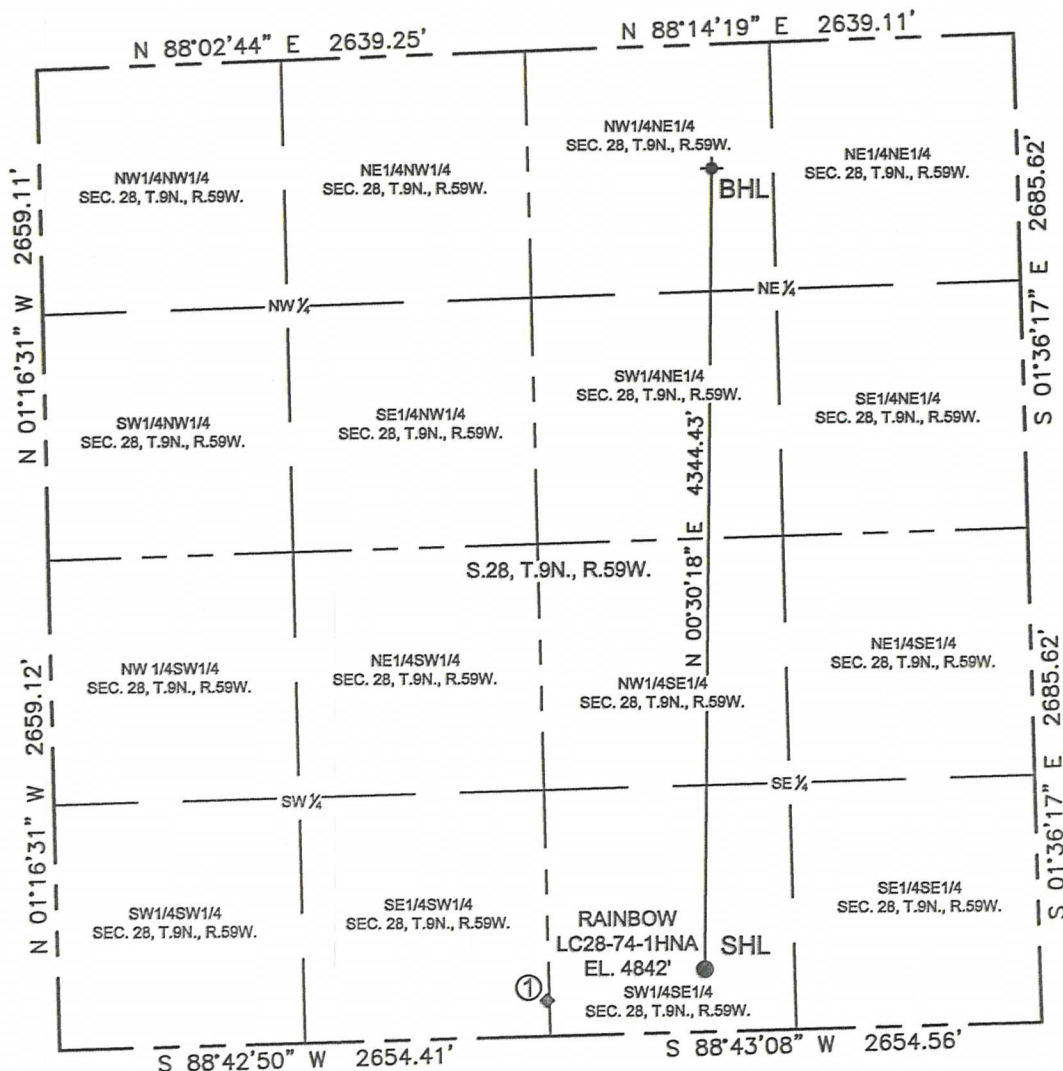 N 88°02'44" E 2639.25'
N 88°14'19" E 2639.11'
NW1/4NW1/4
SEC. 28, T.9N., R.59W.
NE1/4NW1/4
SEC. 28, T.9N., R.59W.
NW1/4NE1/4
SEC. 28, T.9N., R.59W.
NE1/4NE1/4
SEC. 28, T.9N., R.59W.
BHL
N 01°16'31" W 2659.11'
S 01°36'17" E 2685.62'
NW 1/4
NE 1/4
SW1/4NW1/4
SEC. 28, T.9N., R.59W.
SE1/4NW1/4
SEC. 28, T.9N., R.59W.
SW1/4NE1/4
SEC. 28, T.9N., R.59W.
SE1/4NE1/4
SEC. 28, T.9N., R.59W.
N 00°30'18" E 4344.43'
S.28, T.9N., R.59W.
NW 1/4SW1/4
SEC. 28, T.9N., R.59W.
NE1/4SW1/4
SEC. 28, T.9N., R.59W.
NW1/4SE1/4
SEC. 28, T.9N., R.59W.
NE1/4SE1/4
SEC. 28, T.9N., R.59W.
N 01°16'31" W 2659.12'
S 01°36'17" E 2685.62'
SW 1/4
SE 1/4
SW1/4SW1/4
SEC. 28, T.9N., R.59W.
SE1/4SW1/4
SEC. 28, T.9N., R.59W.
RAINBOW
LC28-74-1HNA
EL. 4842'
SHL
SW1/4SE1/4
SEC. 28, T.9N., R.59W.
SE1/4SE1/4
SEC. 28, T.9N., R.59W.
1
S 88°42'50" W 2654.41'
S 88°43'08" W 2654.56'